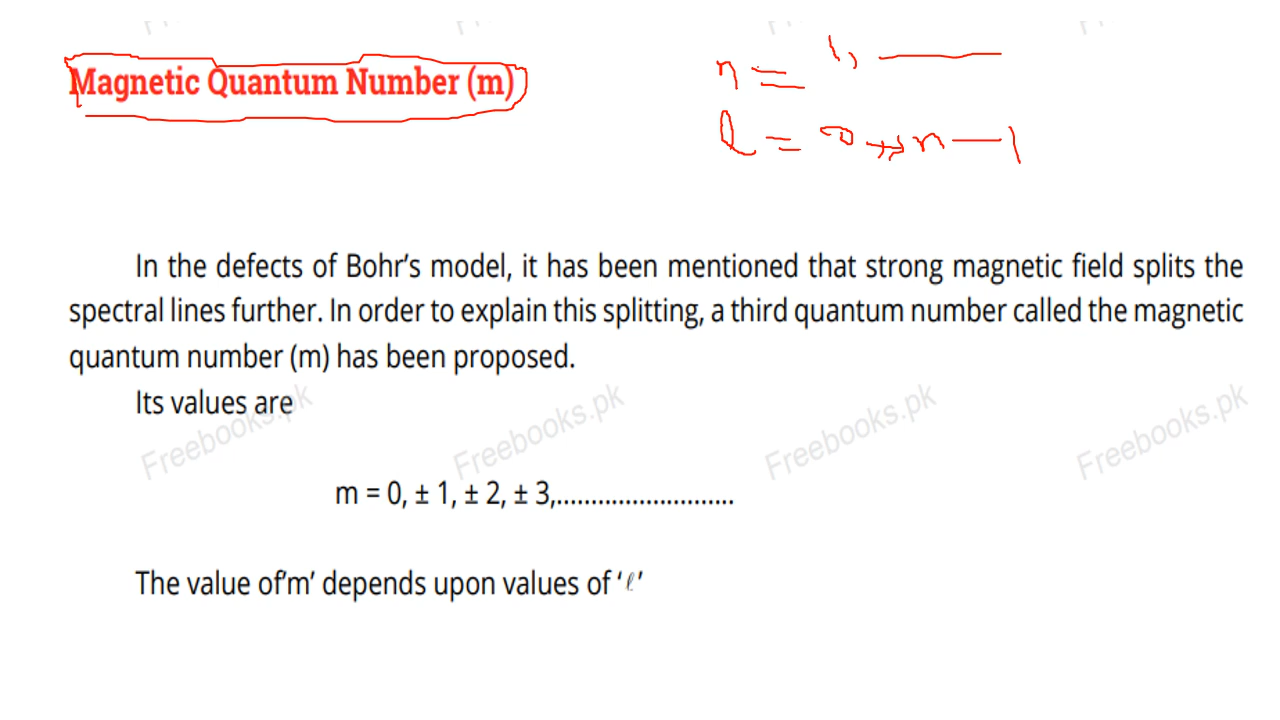 Magnetic Quantum Number (m)
n = 1, ——
l = 0 → n — 1
In the defects of Bohr's model, it has been mentioned that strong magnetic field splits the
spectral lines further. In order to explain this splitting, a third quantum number called the magnetic
quantum number (m) has been proposed.
Its values are
Freebooks.pk Freebooks.pk Freebooks.pk Freebooks.pk
m = 0, ± 1, ± 2, ± 3,..........................
The value of'm' depends upon values of ‘ℓ’